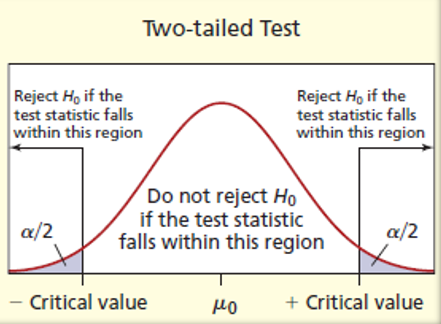 Two-tailed Test
Reject H₀ if the
test statistic falls
within this region
Reject H₀ if the
test statistic falls
within this region
Do not reject H₀
if the test statistic
falls within this region
α/2
α/2
− Critical value
μ₀
+ Critical value